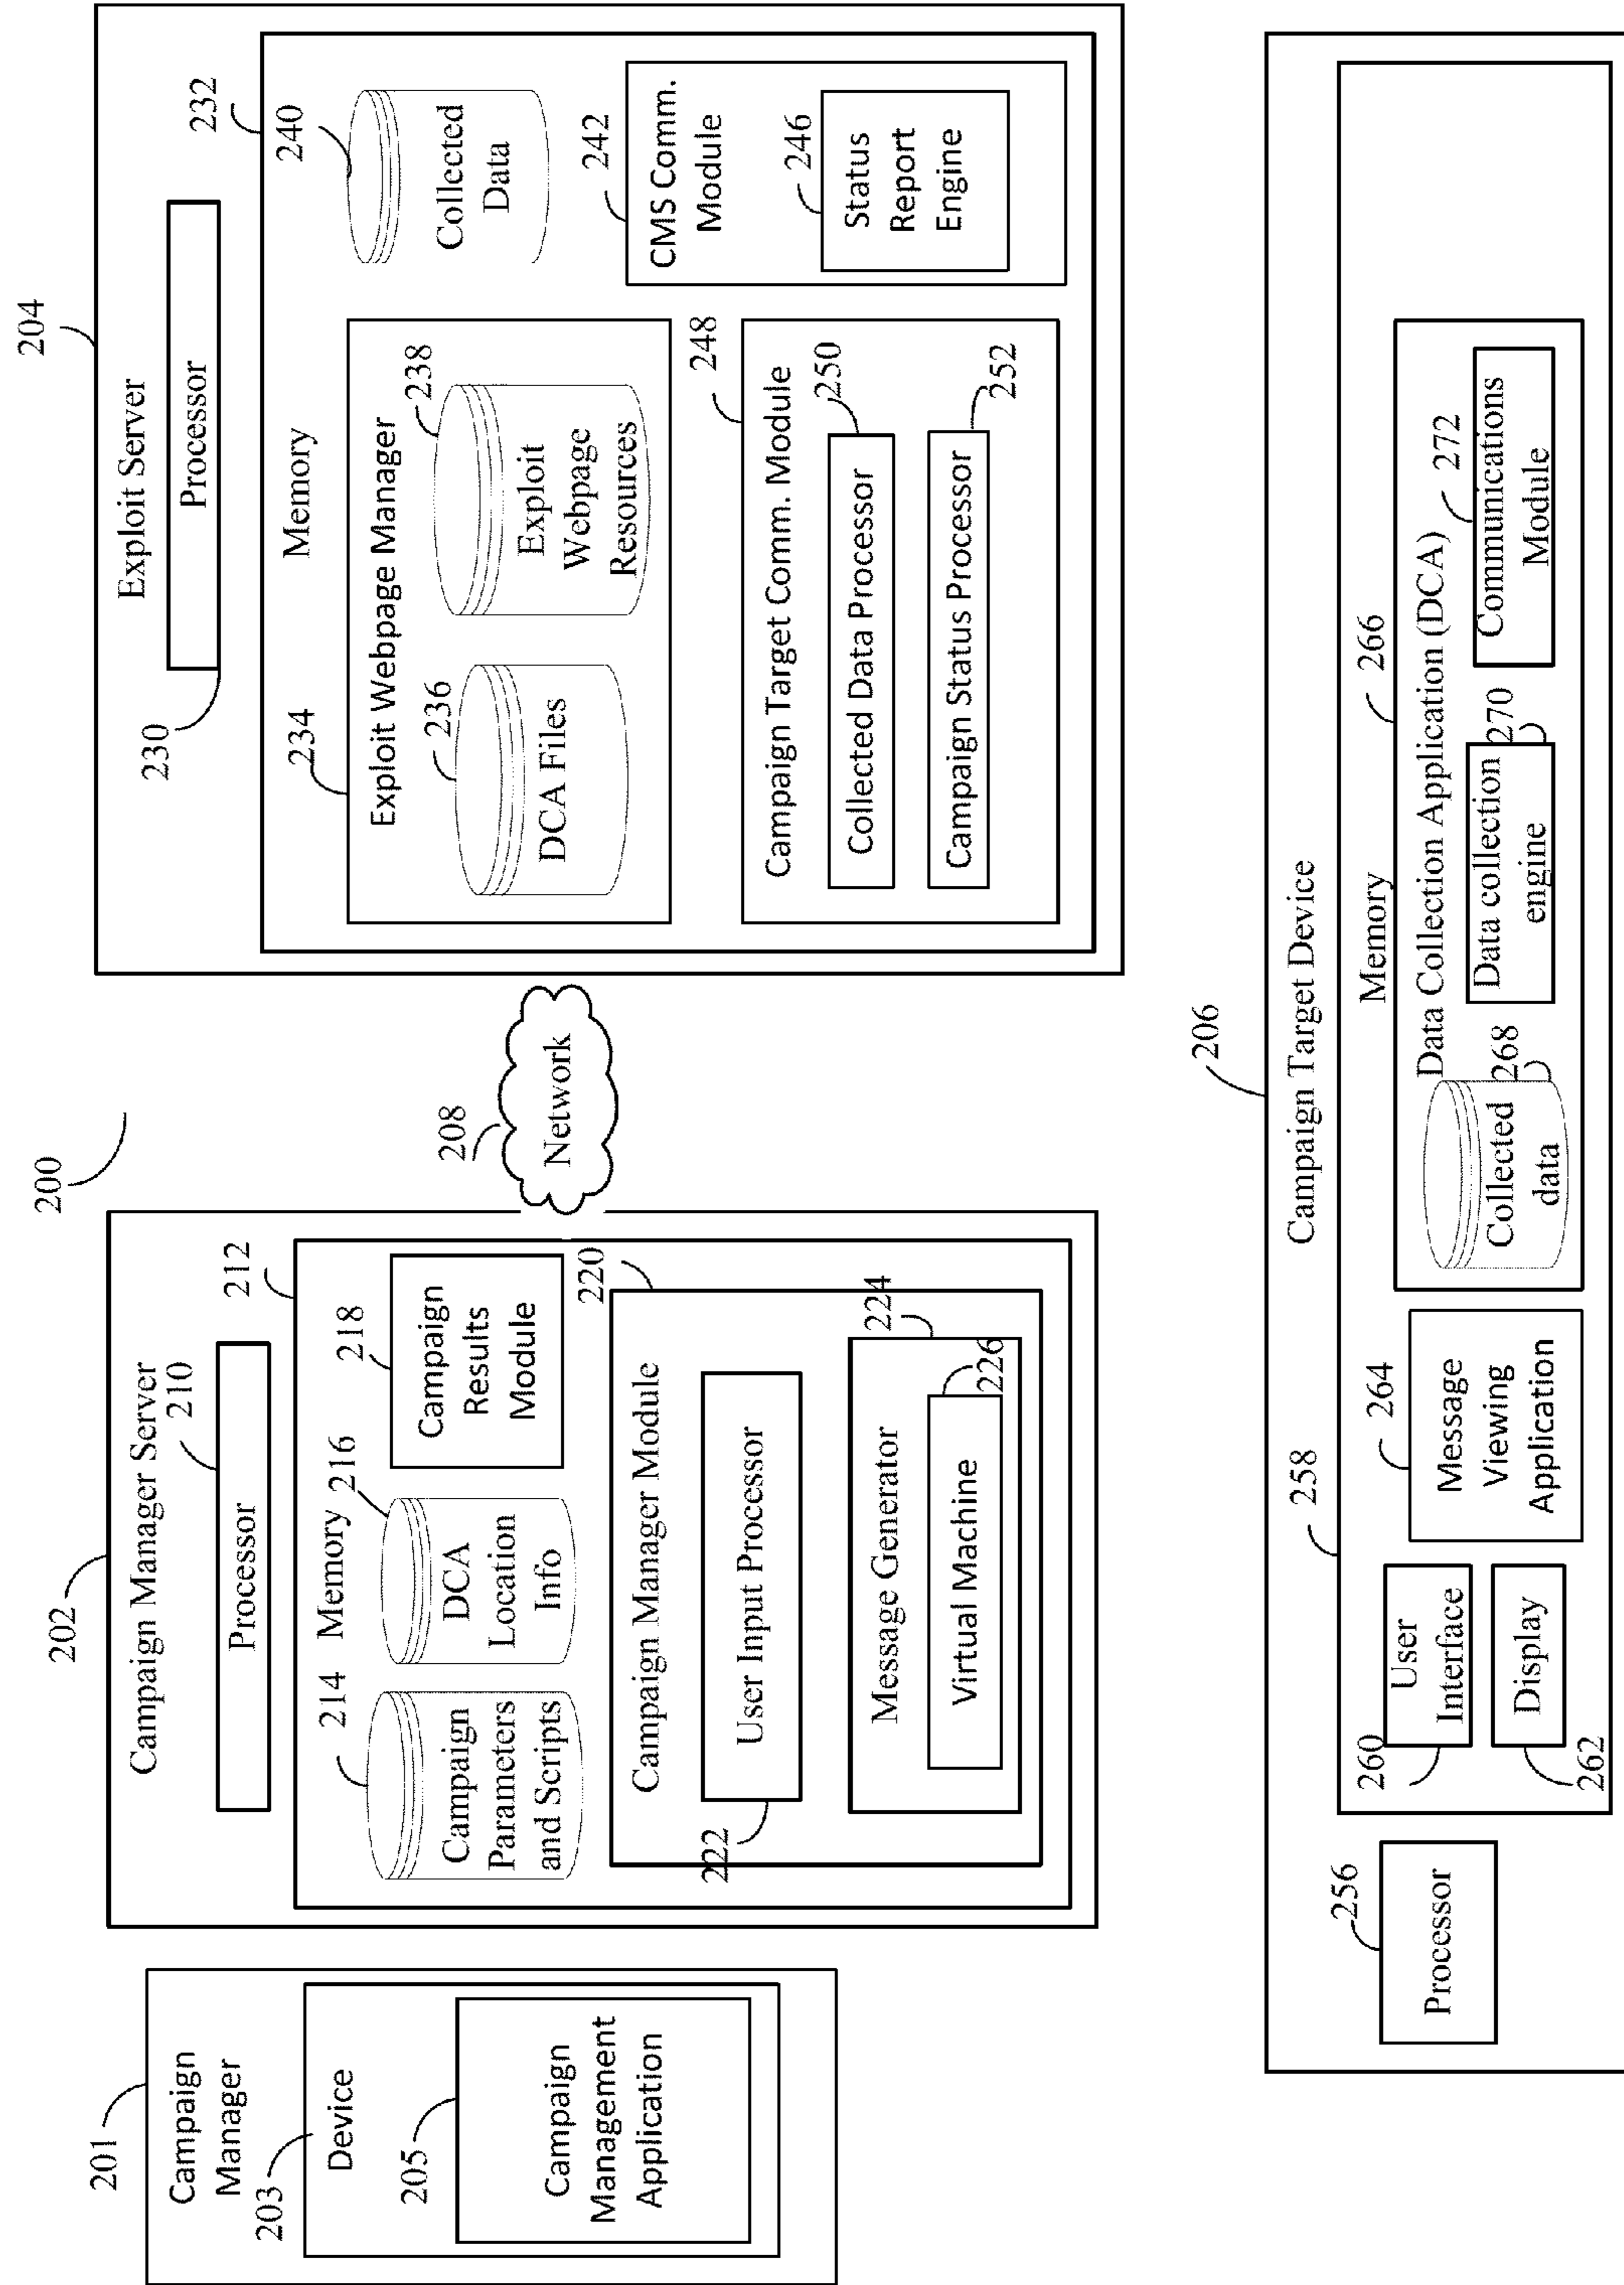 200
201
Campaign
Manager
203
Device
205
Campaign
Management
Application
202
Campaign Manager Server
210
Processor
212
Memory
214
Campaign
Parameters
and Scripts
216
DCA
Location
Info
218
Campaign
Results
Module
220
Campaign Manager Module
User Input Processor
222
224
Message Generator
226
Virtual Machine
208
Network
204
Exploit Server
Processor
230
232
Memory
234
Exploit Webpage Manager
236
DCA Files
238
Exploit
Webpage
Resources
240
Collected
Data
242
CMS Comm.
Module
246
Status
Report
Engine
248
Campaign Target Comm. Module
250
Collected Data Processor
252
Campaign Status Processor
206
Campaign Target Device
256
Processor
258
Memory
260
User
Interface
262
Display
264
Message
Viewing
Application
266
Data Collection Application (DCA)
268
Collected
data
270
Data collection
engine
272
Communications
Module